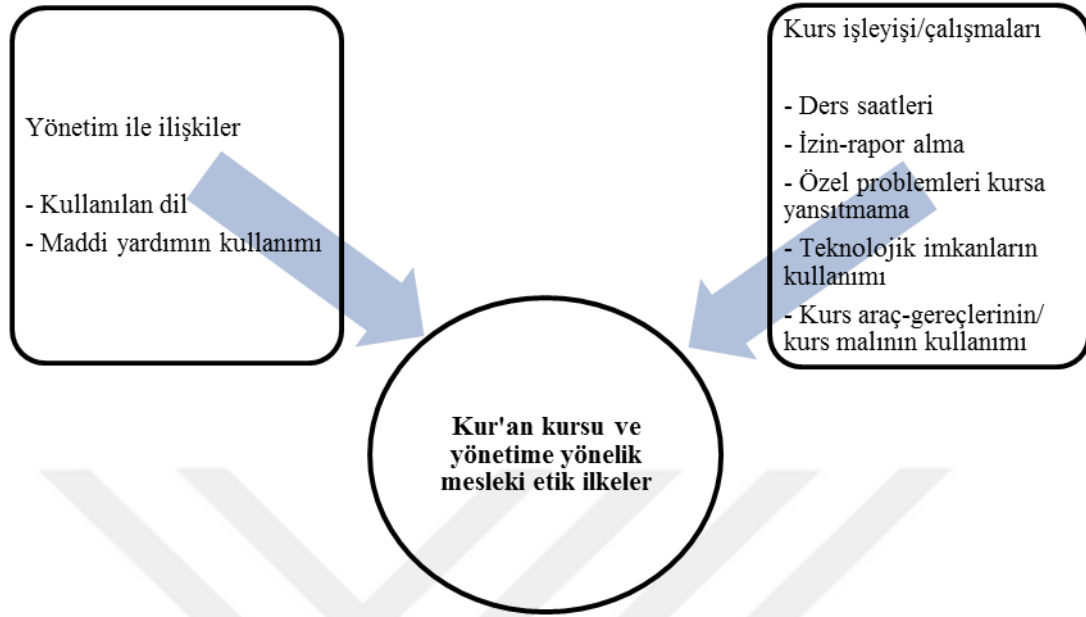 Yönetim ile ilişkiler
- Kullanılan dil
- Maddi yardımın kullanımı
Kurs işleyişi/çalışmaları
- Ders saatleri
- İzin-rapor alma
- Özel problemleri kursa
yansıtmama
- Teknolojik imkanların
kullanımı
- Kurs araç-gereçlerinin/
kurs malının kullanımı
Kur'an kursu ve
yönetime yönelik
mesleki etik ilkeler